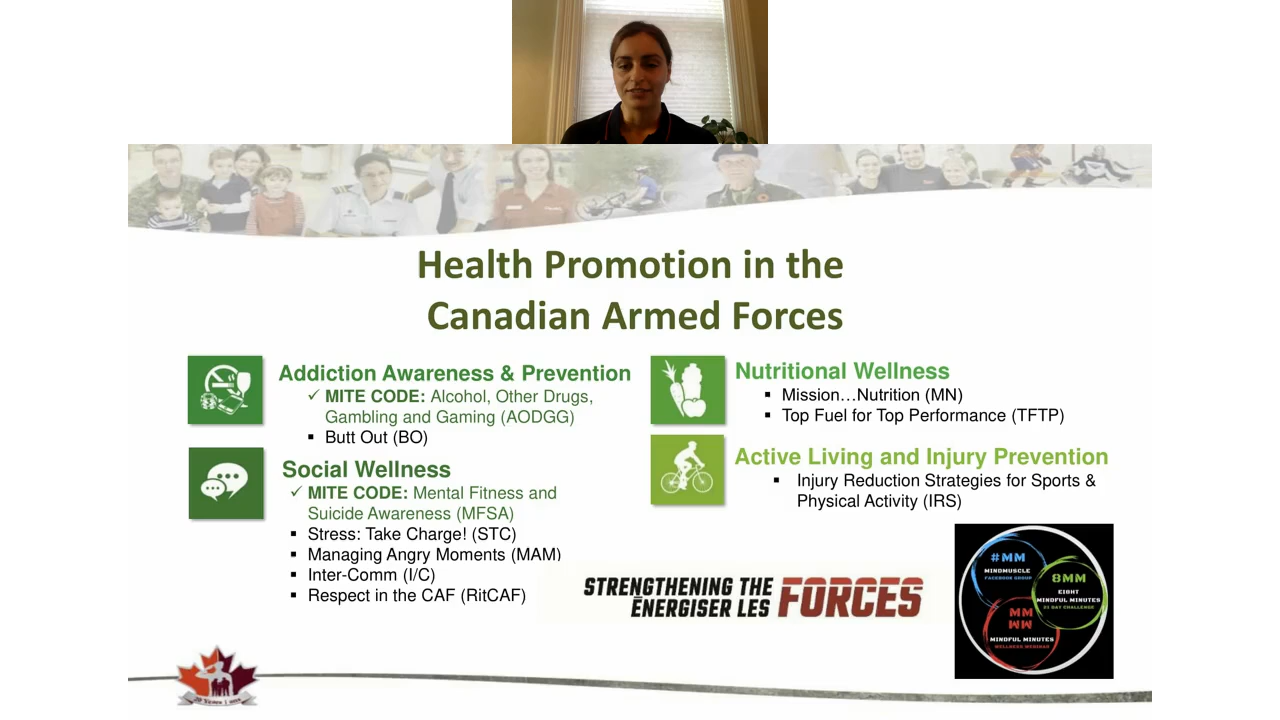 Health Promotion in the
Canadian Armed Forces
Addiction Awareness & Prevention
✓ MITE CODE: Alcohol, Other Drugs,
Gambling and Gaming (AODGG)
▪ Butt Out (BO)
Social Wellness
✓ MITE CODE: Mental Fitness and
Suicide Awareness (MFSA)
▪ Stress: Take Charge! (STC)
▪ Managing Angry Moments (MAM)
▪ Inter-Comm (I/C)
▪ Respect in the CAF (RitCAF)
Nutritional Wellness
▪ Mission…Nutrition (MN)
▪ Top Fuel for Top Performance (TFTP)
Active Living and Injury Prevention
▪ Injury Reduction Strategies for Sports &
Physical Activity (IRS)
STRENGTHENING THE
ÉNERGISER LES
FORCES
#MM
MINDMUSCLE
FACEBOOK GROUP
8MM
EIGHT
MINDFUL MINUTES
21 DAY CHALLENGE
MM
WW
MINDFUL MINUTES
WELLNESS WEBINAR